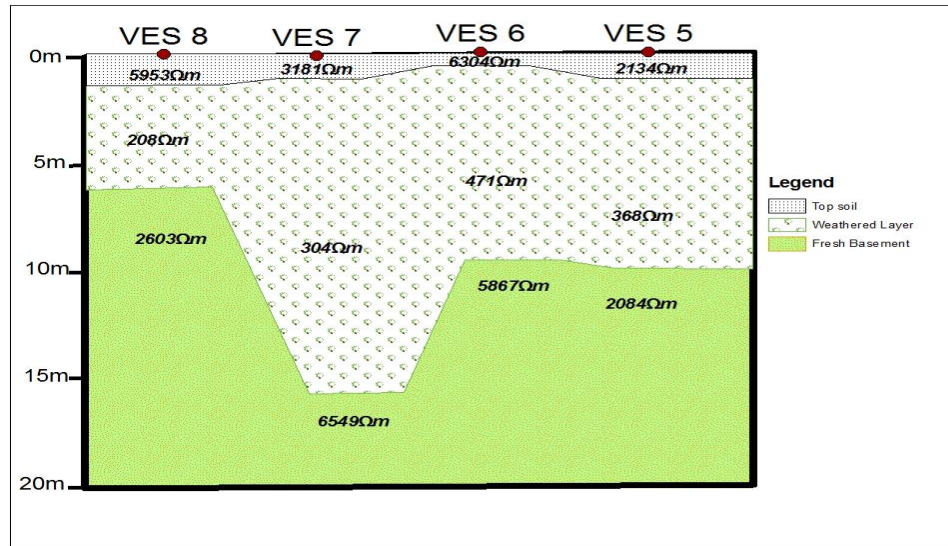 VES 8 VES 7 VES 6 VES 5
0m
5953Ωm 3181Ωm 6304Ωm 2134Ωm
208Ωm
5m
471Ωm
Legend
Top soil
368Ωm
Weathered Layer
2603Ωm 304Ωm
Fresh Basement
10m
5867Ωm
2084Ωm
15m
6549Ωm
20m